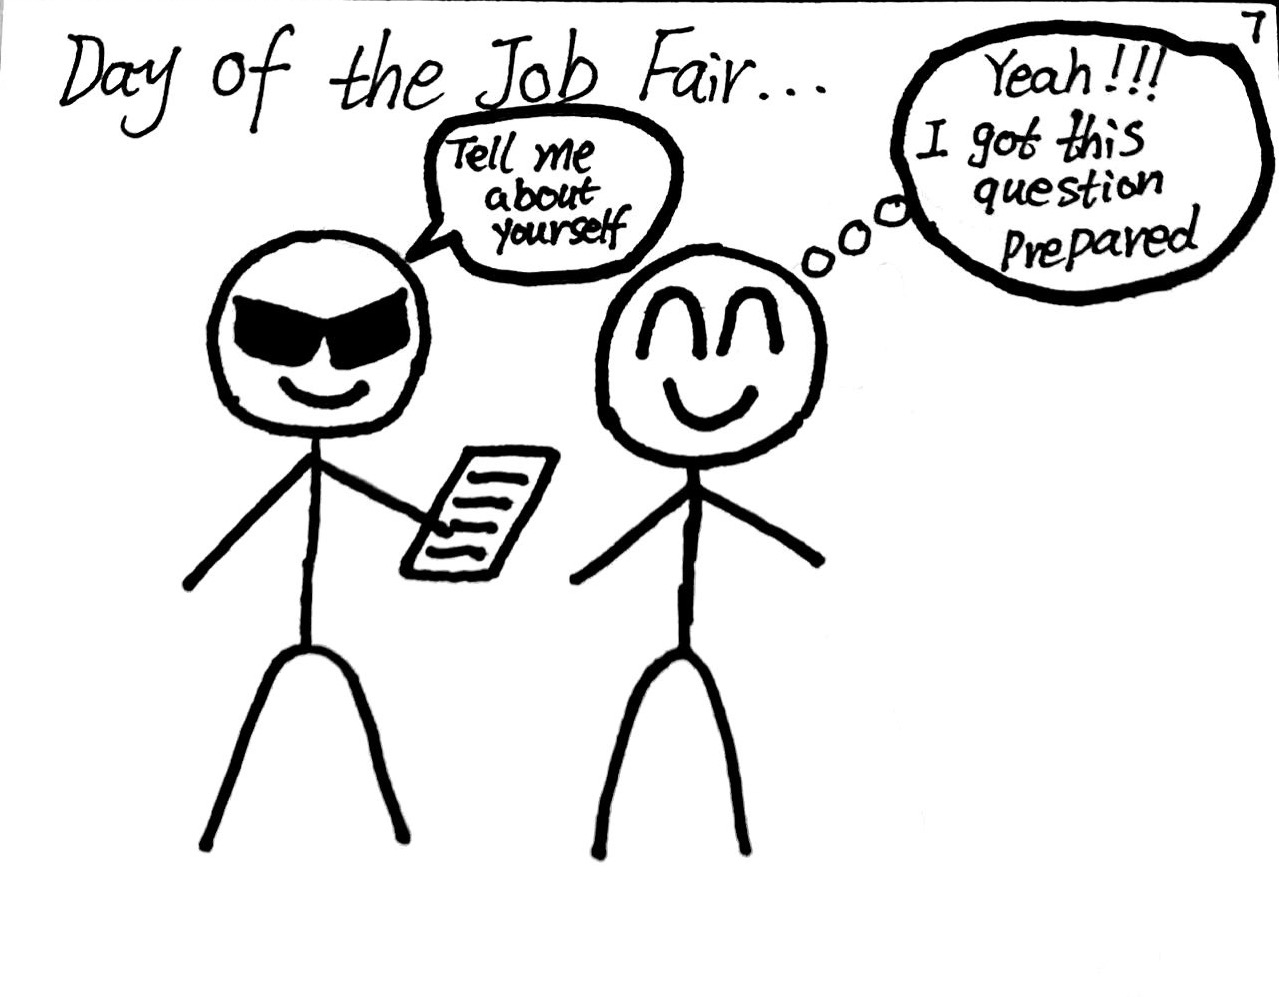 7
Day of the Job Fair...
Tell me
about
yourself
Yeah!!!
I got this
question
Prepared